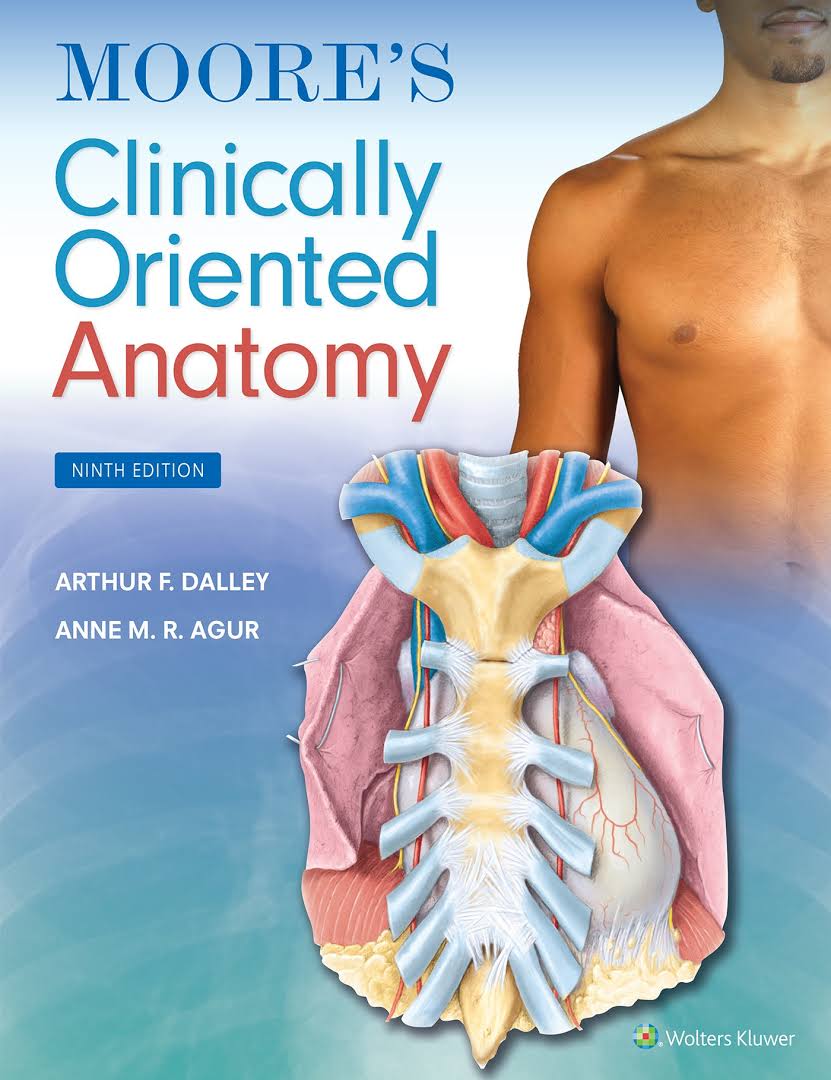 MOORE'S
Clinically
Oriented
Anatomy
NINTH EDITION
ARTHUR F. DALLEY
ANNE M. R. AGUR
Wolters Kluwer